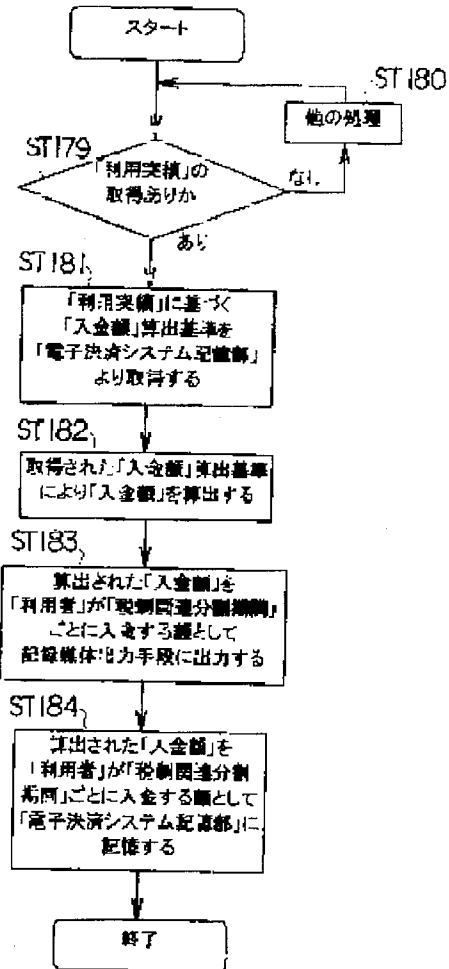 スタート
ST180
他の処理
ST179
「利用実績」の
取得ありか
なし
あり
ST181
「利用実績」に基づく
「入金額」算出基準を
「電子決済システム記憶部」
より取得する
ST182
取得された「入金額」算出基準
により「入金額」を算出する
ST183
算出された「入金額」を
「利用者」が「税制関連分割期間」
ごとに入金する額として
記録媒体出力手段に出力する
ST184
算出された「入金額」を
「利用者」が「税制関連分割
期間」ごとに入金する額として
「電子決済システム記憶部」に
記憶する
終了